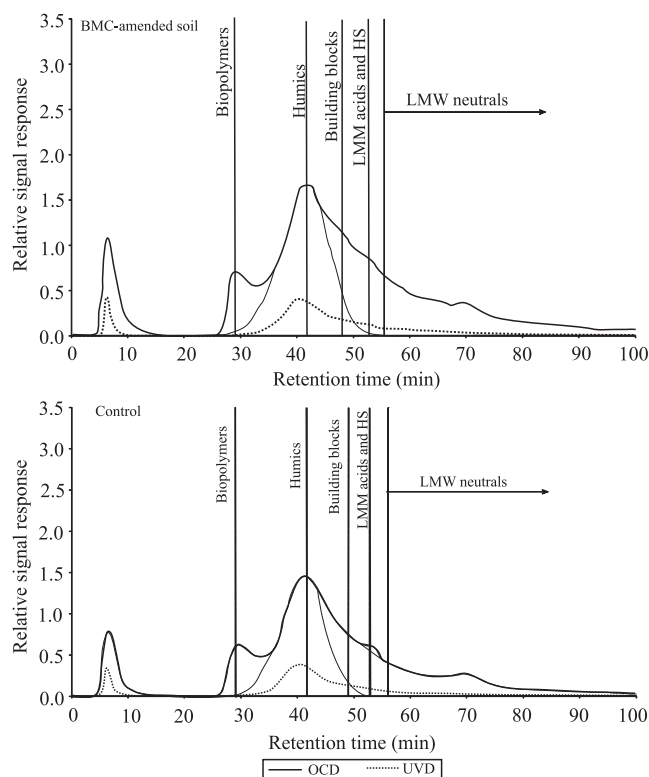 BMC-amended soil
Relative signal response
3.5
3.0
2.5
2.0
1.5
1.0
0.5
0.0
Biopolymers
Humics
Building blocks
LMM acids and HS
LMW neutrals
0 10 20 30 40 50 60 70 80 90 100
Retention time (min)
Control
Relative signal response
3.5
3.0
2.5
2.0
1.5
1.0
0.5
0.0
Biopolymers
Humics
Building blocks
LMM acids and HS
LMW neutrals
0 10 20 30 40 50 60 70 80 90 100
Retention time (min)
OCD UVD